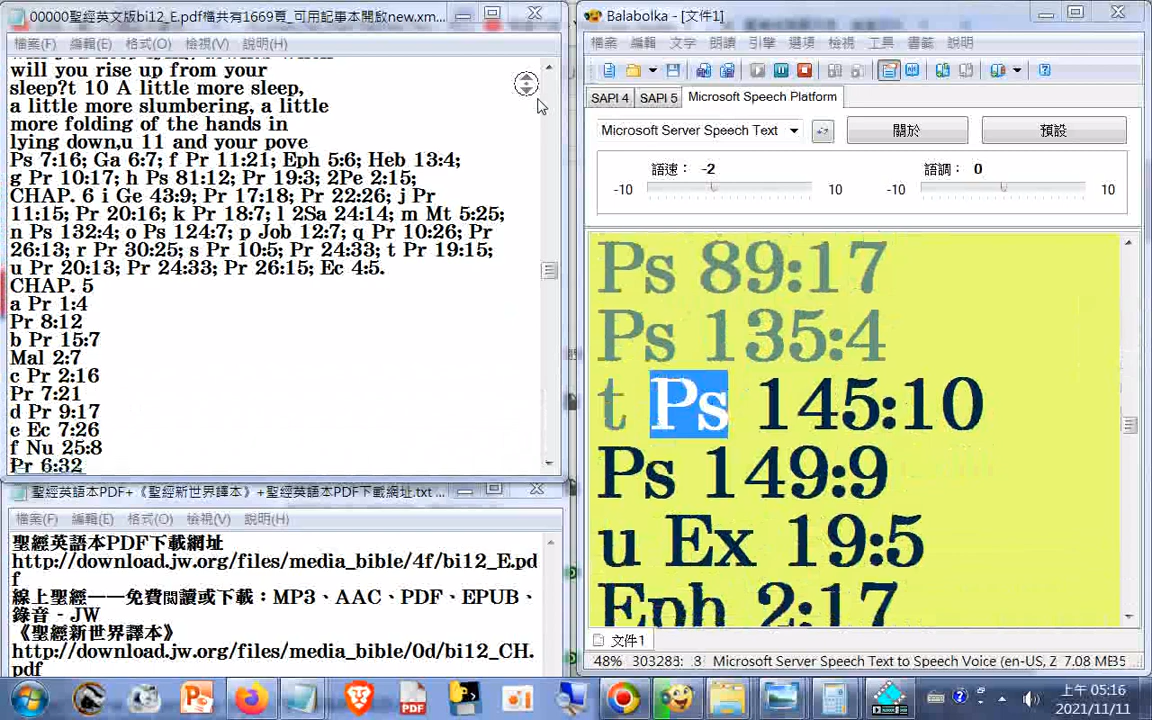 00000聖經英文版bi12_E.pdf檔共有1669頁_可用記事本開啟new.xm...
檔案(F) 編輯(E) 格式(O) 檢視(V) 說明(H)
will you rise up from your
sleep?t 10 A little more sleep,
a little more slumbering, a little
more folding of the hands in
lying down,u 11 and your pove
Ps 7:16; Ga 6:7; f Pr 11:21; Eph 5:6; Heb 13:4;
g Pr 10:17; h Ps 81:12; Pr 19:3; 2Pe 2:15;
CHAP. 6 i Ge 43:9; Pr 17:18; Pr 22:26; j Pr
11:15; Pr 20:16; k Pr 18:7; l 2Sa 24:14; m Mt 5:25;
n Ps 132:4; o Ps 124:7; p Job 12:7; q Pr 10:26; Pr
26:13; r Pr 30:25; s Pr 10:5; Pr 24:33; t Pr 19:15;
u Pr 20:13; Pr 24:33; Pr 26:15; Ec 4:5.
CHAP. 5
a Pr 1:4
Pr 8:12
b Pr 15:7
Mal 2:7
c Pr 2:16
Pr 7:21
d Pr 9:17
e Ec 7:26
f Nu 25:8
Pr 6:32
聖經英語本PDF+《聖經新世界譯本》+聖經英語本PDF下載網址.txt ...
檔案(F) 編輯(E) 格式(O) 檢視(V) 說明(H)
聖經英語本PDF下載網址
http://download.jw.org/files/media_bible/4f/bi12_E.pd
f
線上聖經——免費閱讀或下載：MP3、AAC、PDF、EPUB、
錄音 - JW
《聖經新世界譯本》
http://download.jw.org/files/media_bible/0d/bi12_CH.
pdf
Balabolka - [文件1]
檔案 編輯 文字 朗讀 引擎 選項 檢視 工具 書籤 說明
SAPI 4 SAPI 5 Microsoft Speech Platform
Microsoft Server Speech Text 關於 預設
語速： -2 語調： 0
-10 10 -10 10
Ps 89:17
Ps 135:4
t Ps 145:10
Ps 149:9
u Ex 19:5
Eph 2:17
文件1
48% Microsoft Server Speech Text to Speech Voice (en-US, Z 7.08 MB
上午 05:16
2021/11/11